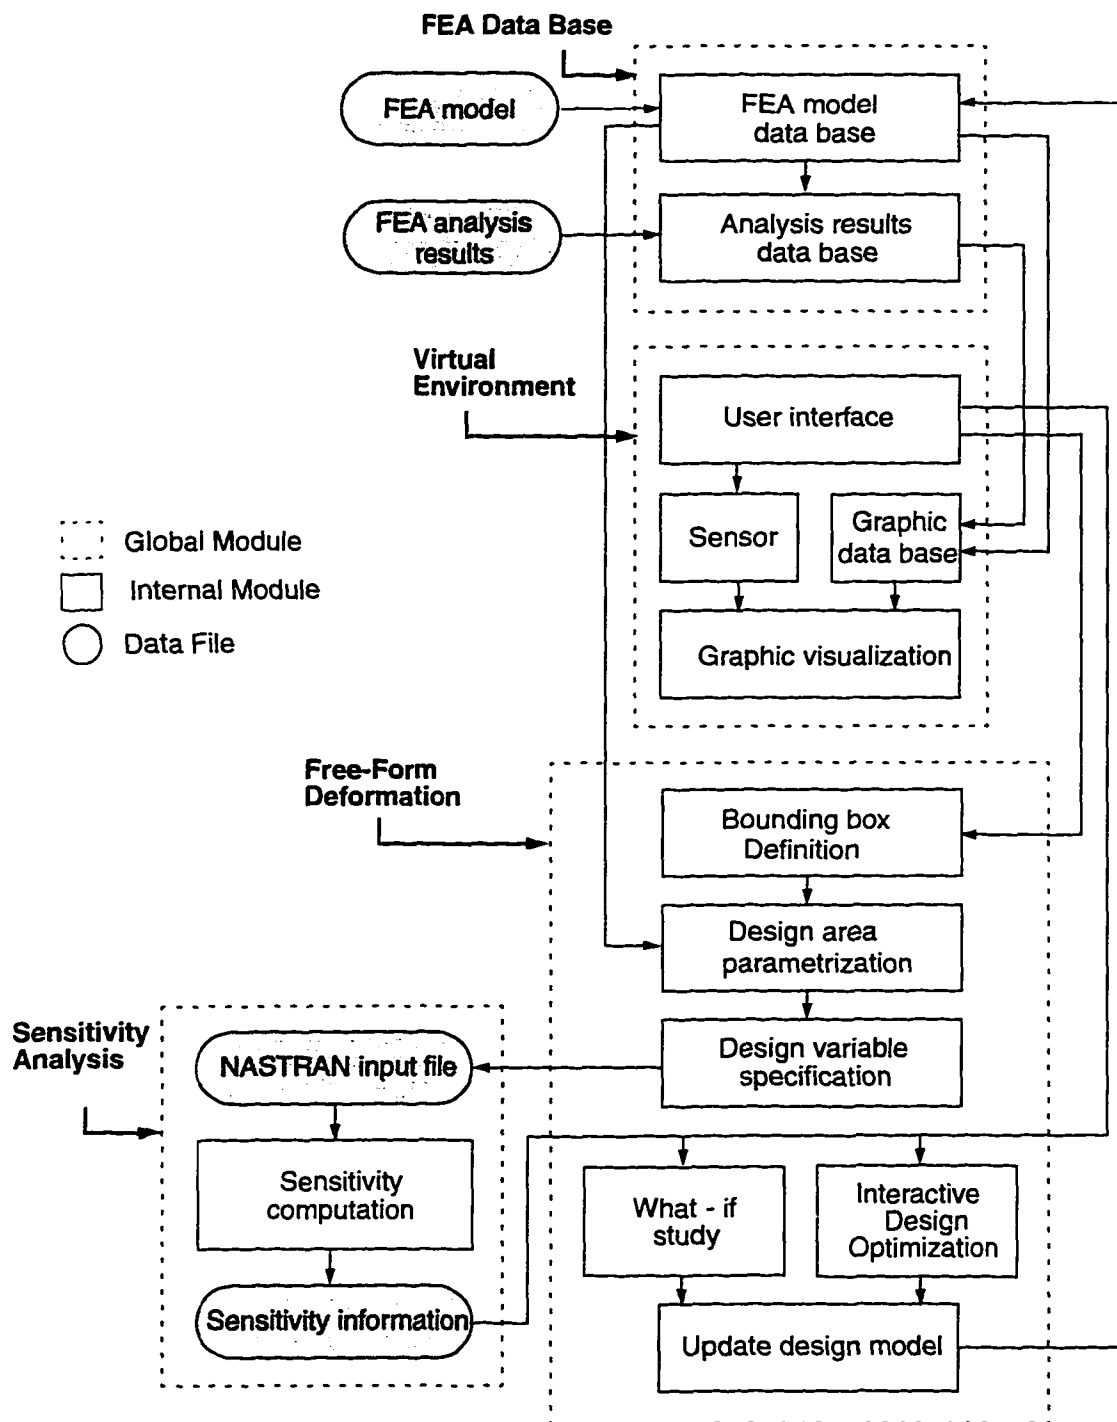 FEA Data Base
FEA model
FEA model
data base
FEA analysis
results
Analysis results
data base
Virtual
Environment
User interface
Sensor
Graphic
data base
Graphic visualization
Global Module
Internal Module
Data File
Free-Form
Deformation
Bounding box
Definition
Design area
parametrization
Design variable
specification
Sensitivity
Analysis
NASTRAN input file
Sensitivity
computation
Sensitivity information
What - if
study
Interactive
Design
Optimization
Update design model